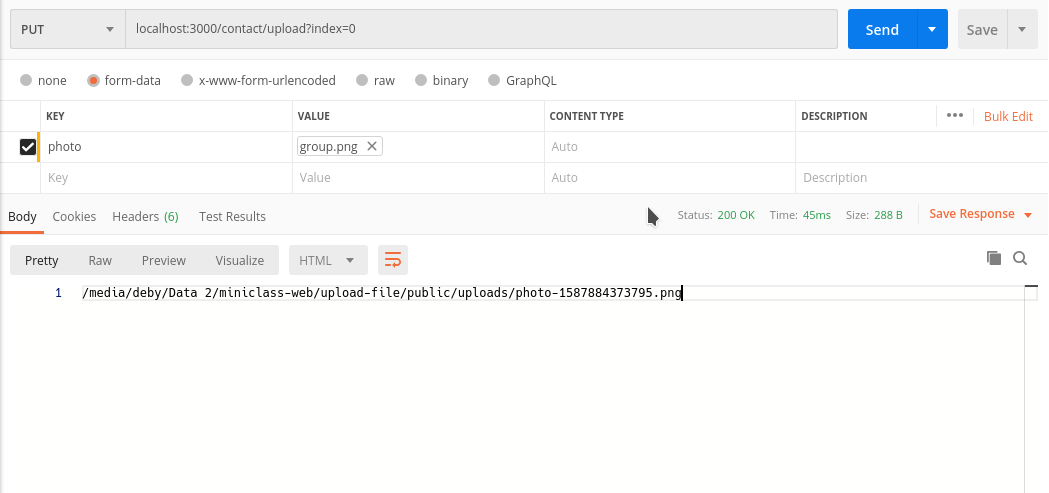 PUT localhost:3000/contact/upload?index=0 Send Save
none form-data x-www-form-urlencoded raw binary GraphQL
KEY VALUE CONTENT TYPE DESCRIPTION ••• Bulk Edit
photo group.png Auto
Key Value Auto Description
Body Cookies Headers (6) Test Results Status: 200 OK Time: 45ms Size: 288 B Save Response
Pretty Raw Preview Visualize HTML
1 /media/deby/Data 2/miniclass-web/upload-file/public/uploads/photo-1587884373795.png